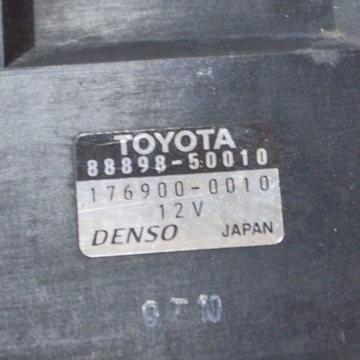 TOYOTA
88898-50010
176900-0010
12V
DENSO JAPAN